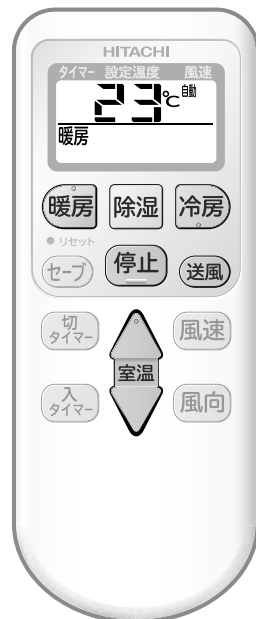 HITACHI
タイマー 設定温度 風速
23℃ 自動
暖房
暖房 除湿 冷房
リセット
セーブ 停止 送風
切タイマー 風速
室温
入タイマー 風向